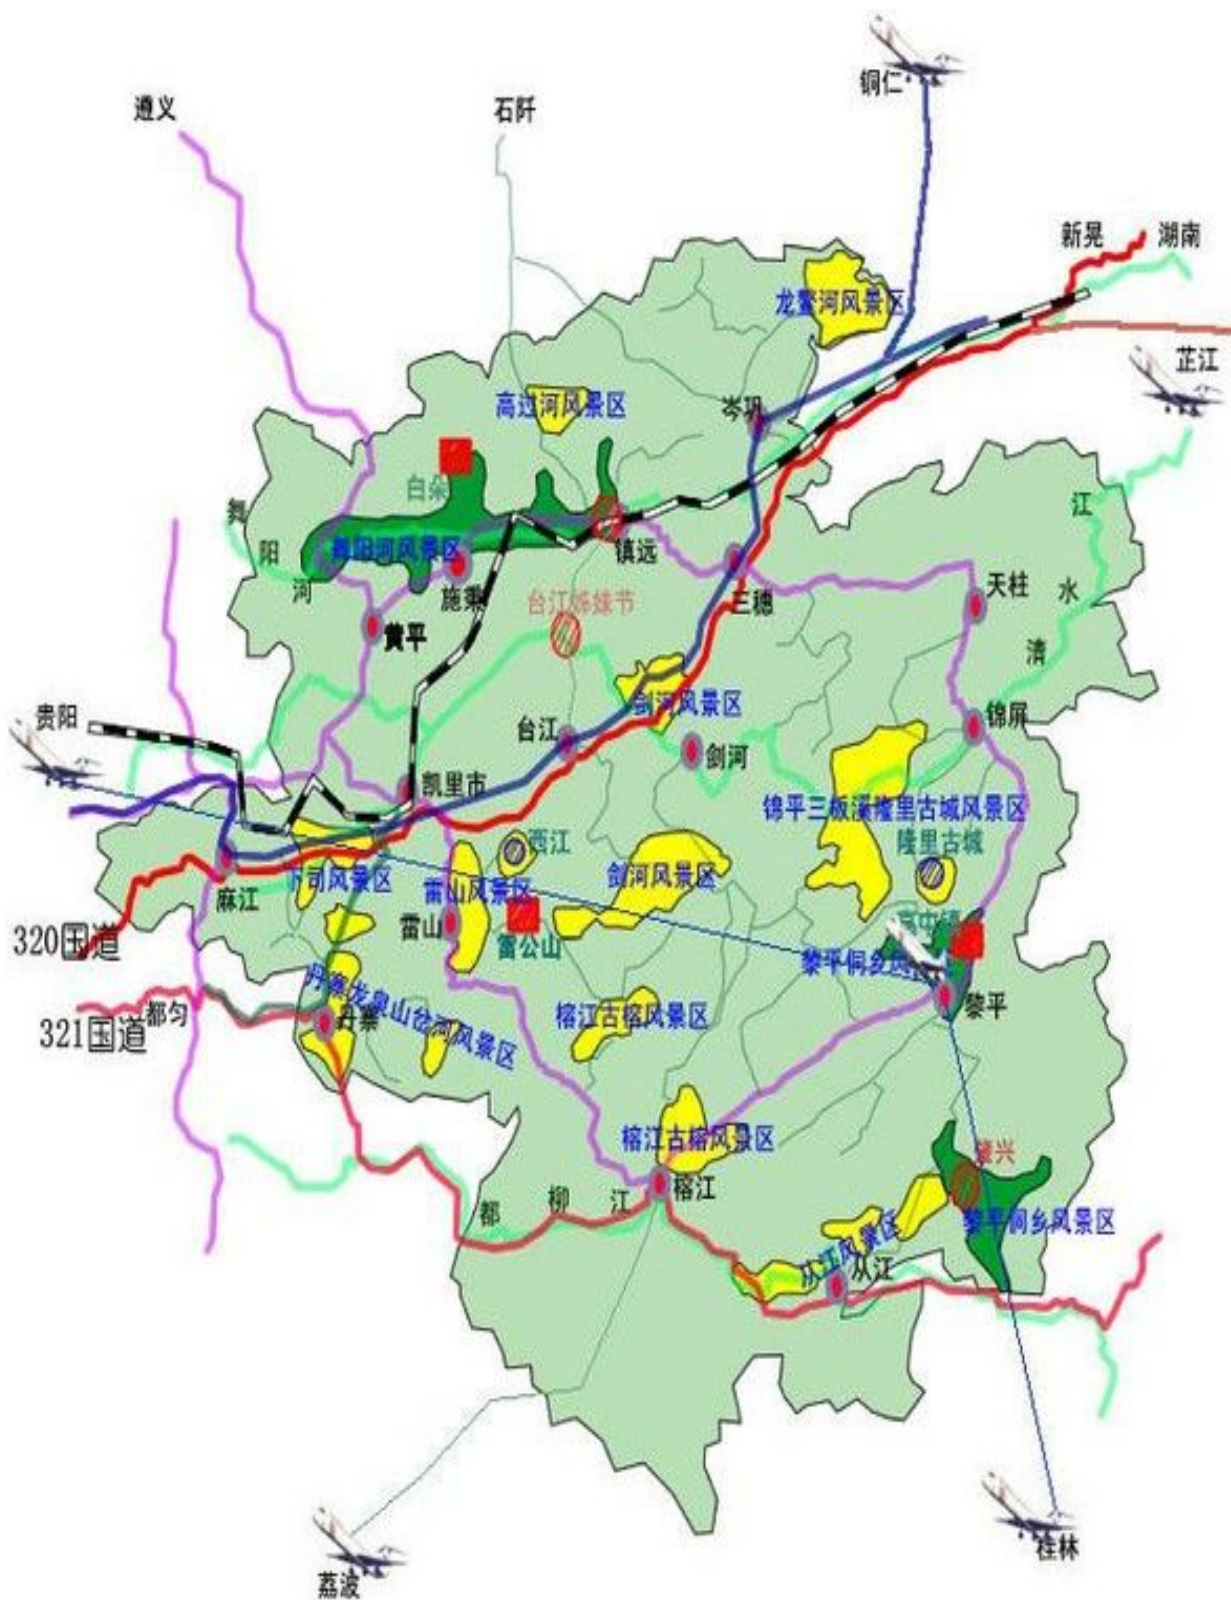 铜仁
遵义
石阡
新晃
湖南
龙鳌河风景区
芷江
高过河风景区
岑巩
白朵
舞
阳
河
舞阳河风景区
镇远
江
水
清
施秉
台江姊妹节
三穗
天柱
黄平
剑河风景区
贵阳
台江
剑河
锦屏
凯里市
锦平三板溪隆里古城风景区
西江
隆里古城
下司风景区
雷山风景区
剑河风景区
麻江
雷山
雷公山
高屯镇
320国道
黎平侗乡
黎平
丹寨龙泉山岔河风景区
榕江古榕风景区
都匀
321国道
丹寨
榕江古榕风景区
肇兴
榕江
都
柳
江
黎平侗乡风景区
从江风景区
从江
荔波
桂林